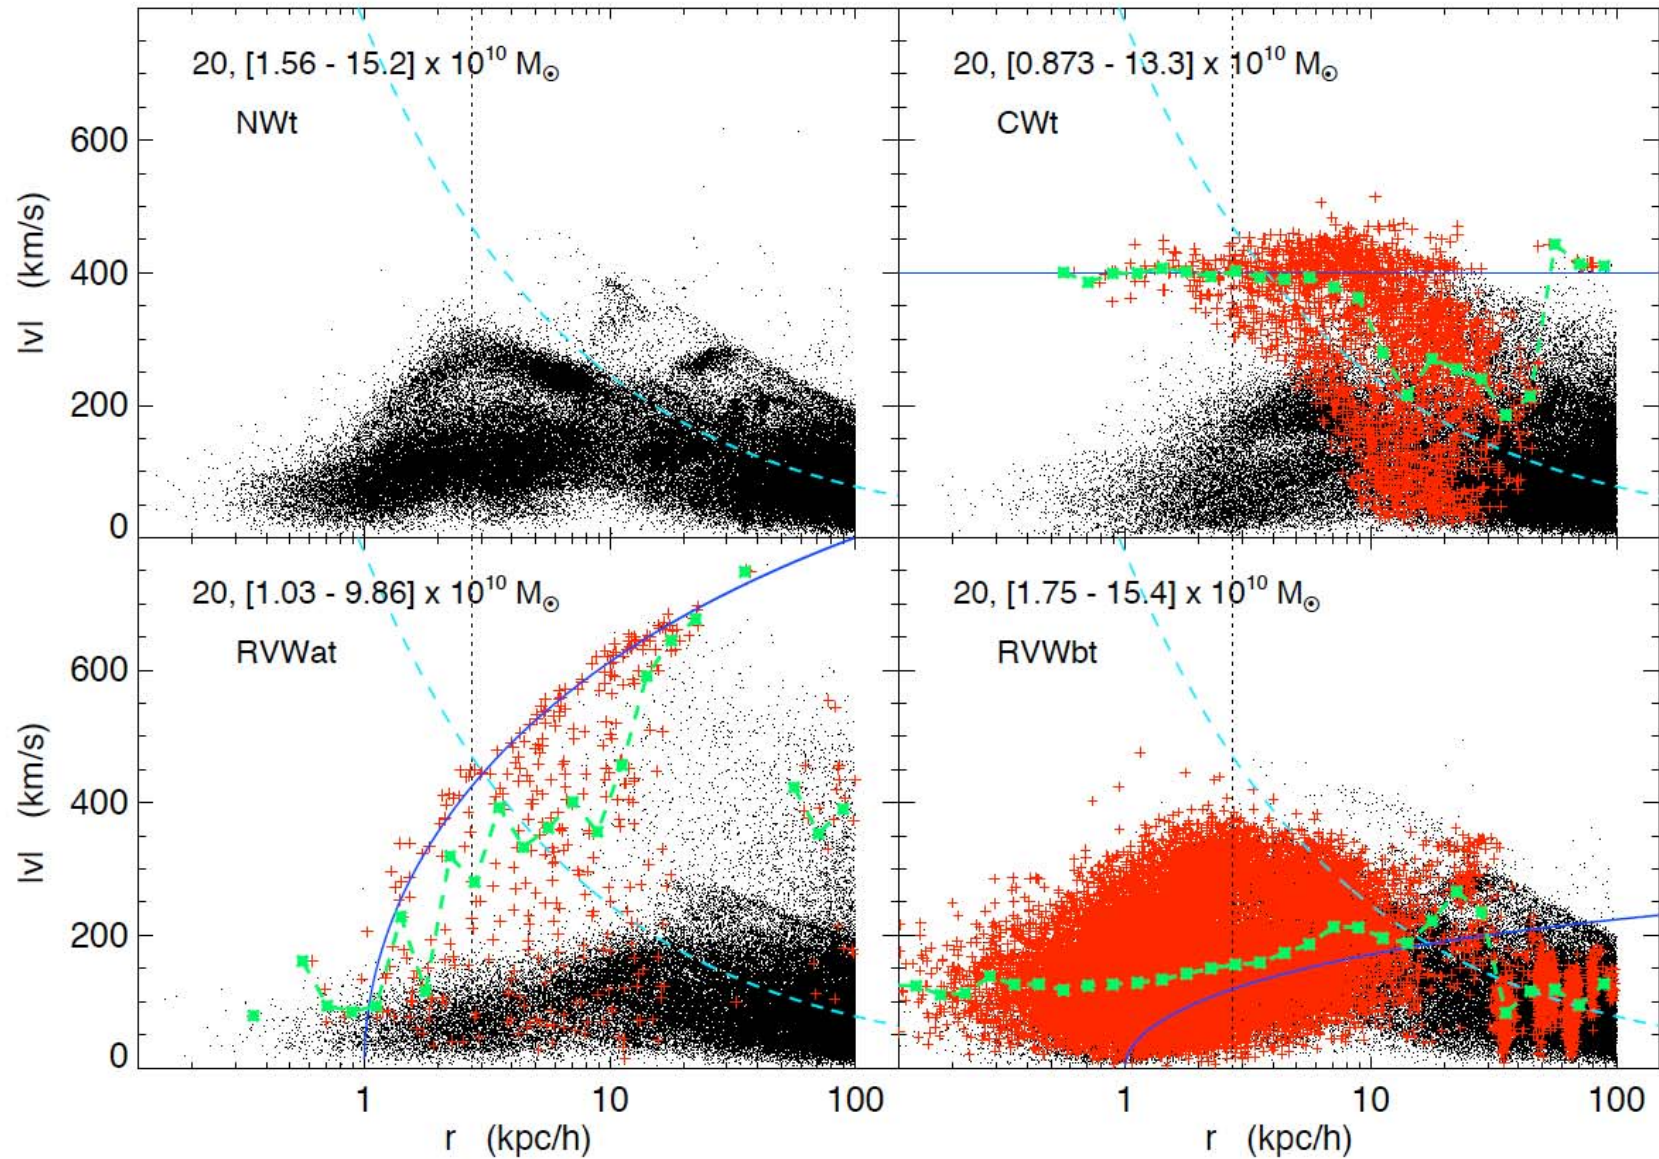 20, [1.56 - 15.2] x 10¹⁰ M☉
NWt
20, [0.873 - 13.3] x 10¹⁰ M☉
CWt
600
400
200
0
|v| (km/s)
20, [1.03 - 9.86] x 10¹⁰ M☉
RVWat
20, [1.75 - 15.4] x 10¹⁰ M☉
RVWbt
600
400
200
0
|v| (km/s)
1 10 100
1 10 100
r (kpc/h)
r (kpc/h)